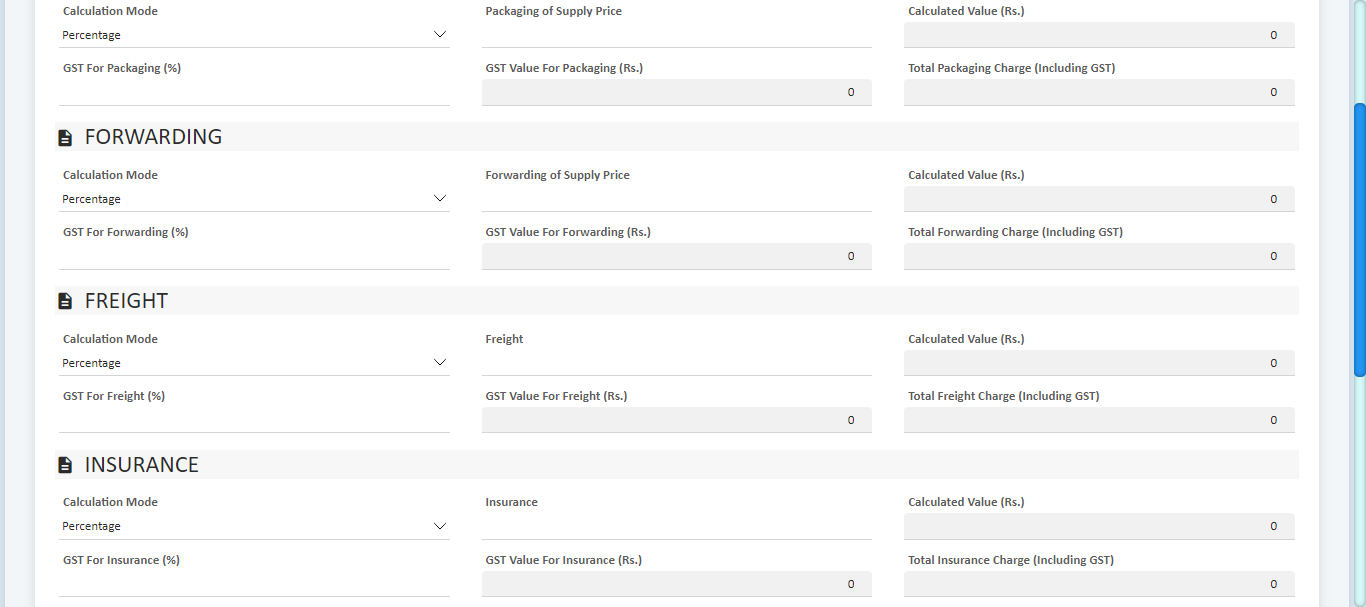 Calculation Mode Packaging of Supply Price Calculated Value (Rs.)
Percentage 0
GST For Packaging (%) GST Value For Packaging (Rs.) Total Packaging Charge (Including GST)
0 0
FORWARDING
Calculation Mode Forwarding of Supply Price Calculated Value (Rs.)
Percentage 0
GST For Forwarding (%) GST Value For Forwarding (Rs.) Total Forwarding Charge (Including GST)
0 0
FREIGHT
Calculation Mode Freight Calculated Value (Rs.)
Percentage 0
GST For Freight (%) GST Value For Freight (Rs.) Total Freight Charge (Including GST)
0 0
INSURANCE
Calculation Mode Insurance Calculated Value (Rs.)
Percentage 0
GST For Insurance (%) GST Value For Insurance (Rs.) Total Insurance Charge (Including GST)
0 0